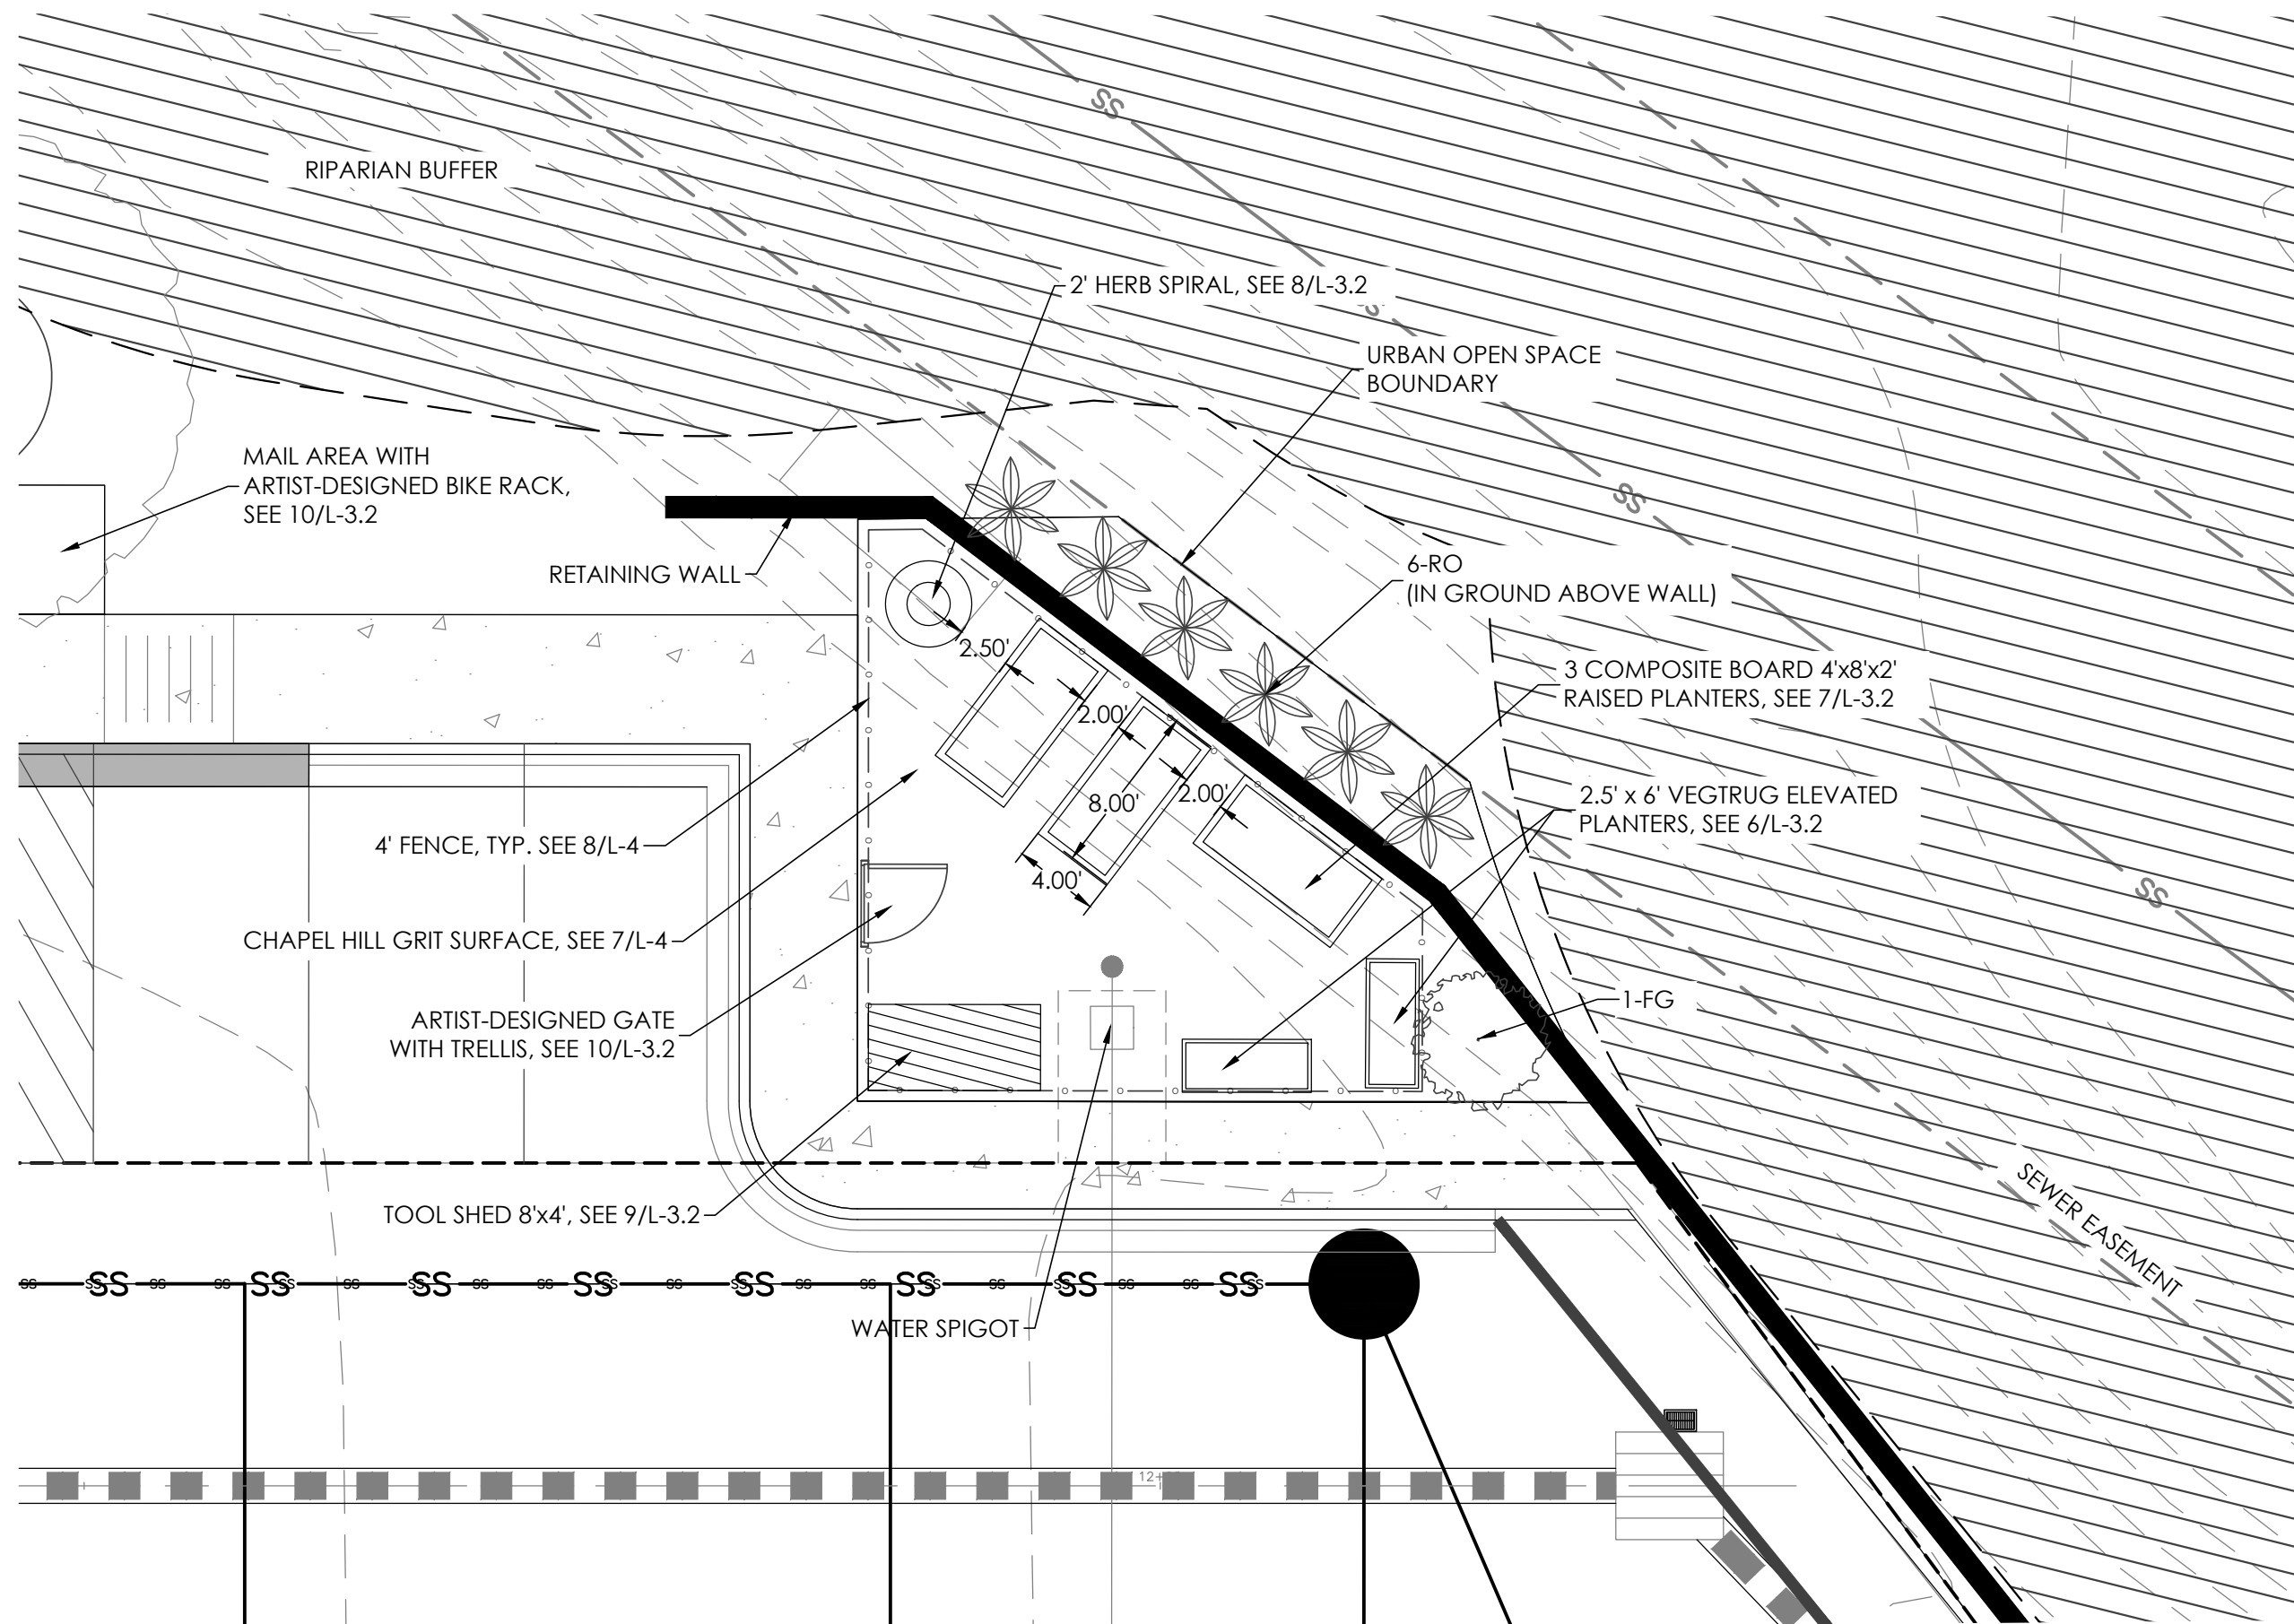 SS
RIPARIAN BUFFER
2' HERB SPIRAL, SEE 8/L-3.2
URBAN OPEN SPACE
BOUNDARY
MAIL AREA WITH
ARTIST-DESIGNED BIKE RACK,
SEE 10/L-3.2
SS
RETAINING WALL
6-RO
(IN GROUND ABOVE WALL)
2.50'
3 COMPOSITE BOARD 4'x8'x2'
RAISED PLANTERS, SEE 7/L-3.2
2.00'
8.00'
2.00'
2.5' x 6' VEGTRUG ELEVATED
PLANTERS, SEE 6/L-3.2
4' FENCE, TYP. SEE 8/L-4
4.00'
SS
CHAPEL HILL GRIT SURFACE, SEE 7/L-4
1-FG
ARTIST-DESIGNED GATE
WITH TRELLIS, SEE 10/L-3.2
TOOL SHED 8'x4', SEE 9/L-3.2
SEWER EASEMENT
SS SS SS SS SS SS SS SS
WATER SPIGOT